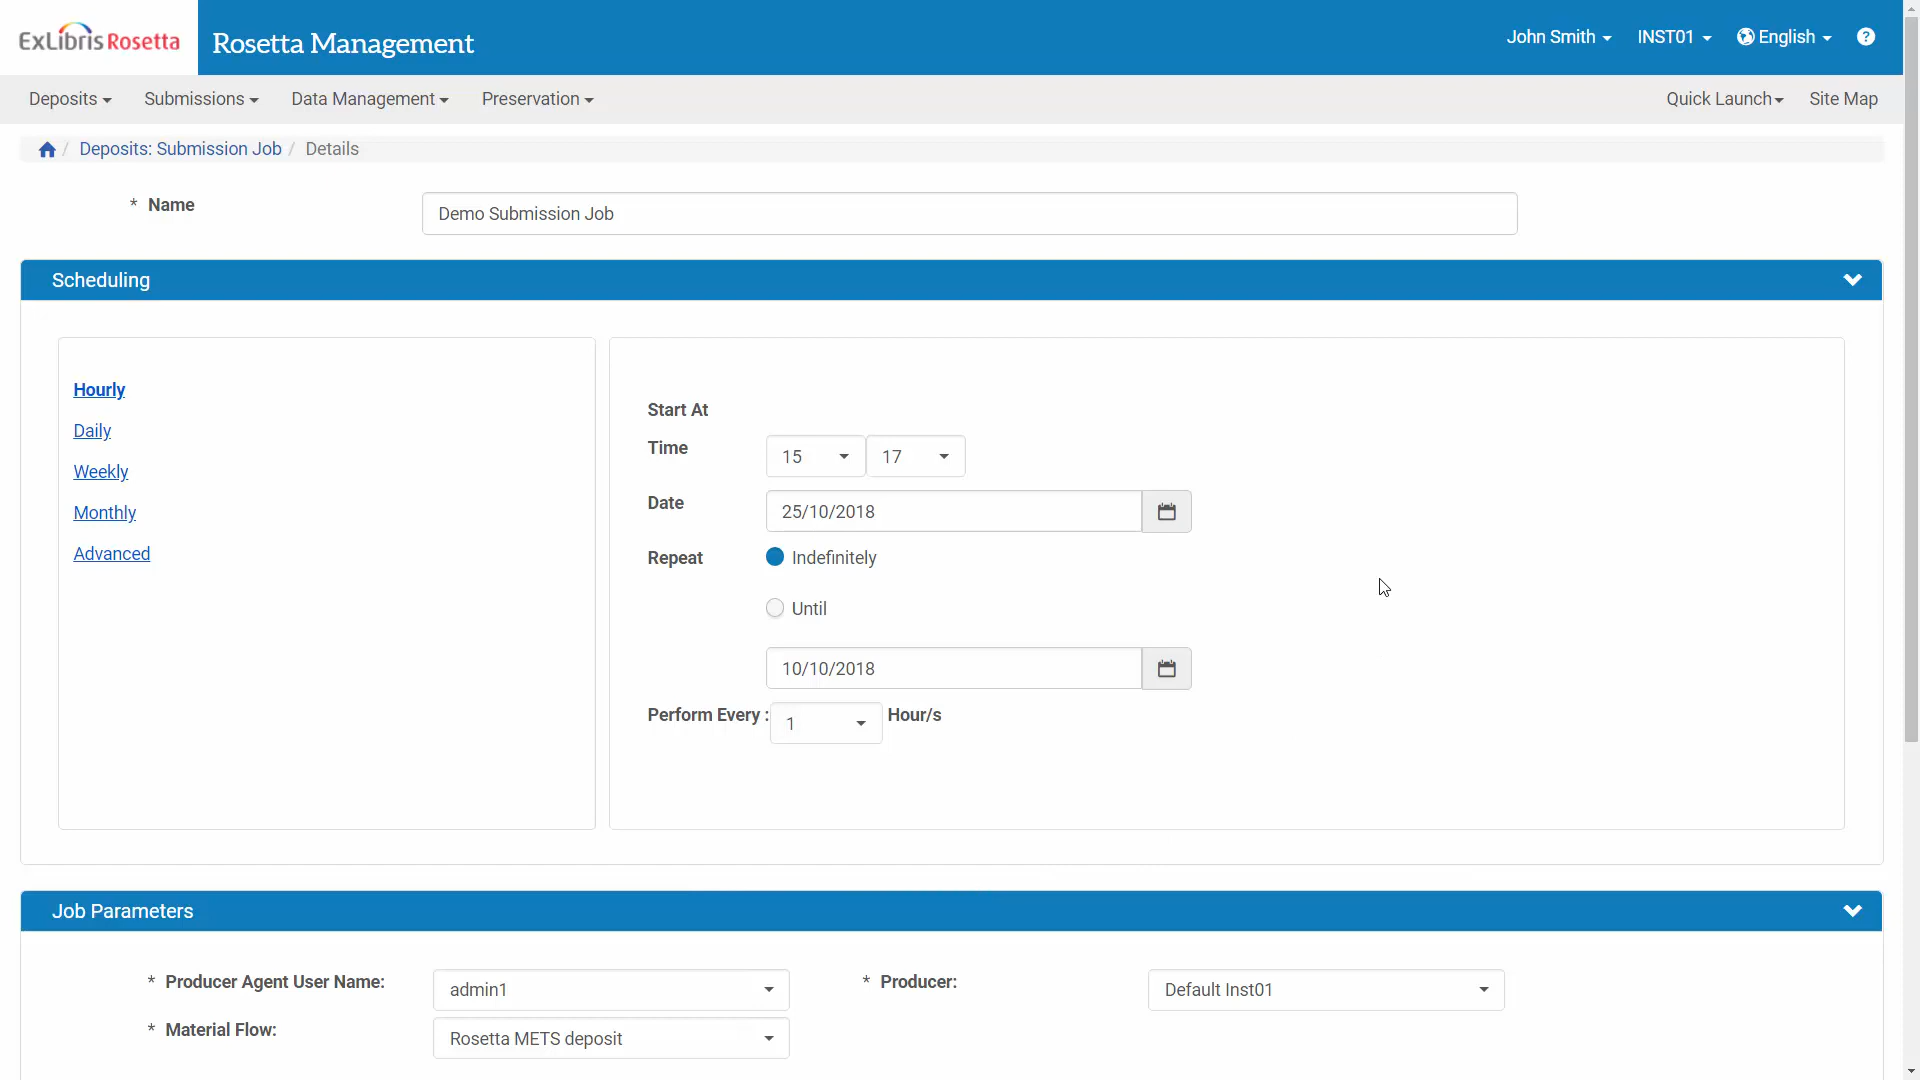 ExLibris Rosetta
Rosetta Management
John Smith
INST01
English
?
Deposits
Submissions
Data Management
Preservation
Quick Launch
Site Map
/ Deposits: Submission Job / Details
* Name
Demo Submission Job
Scheduling
Hourly
Daily
Weekly
Monthly
Advanced
Start At
Time
15
17
Date
25/10/2018
Repeat
Indefinitely
Until
10/10/2018
Perform Every :
1
Hour/s
Job Parameters
* Producer Agent User Name:
admin1
* Producer:
Default Inst01
* Material Flow:
Rosetta METS deposit